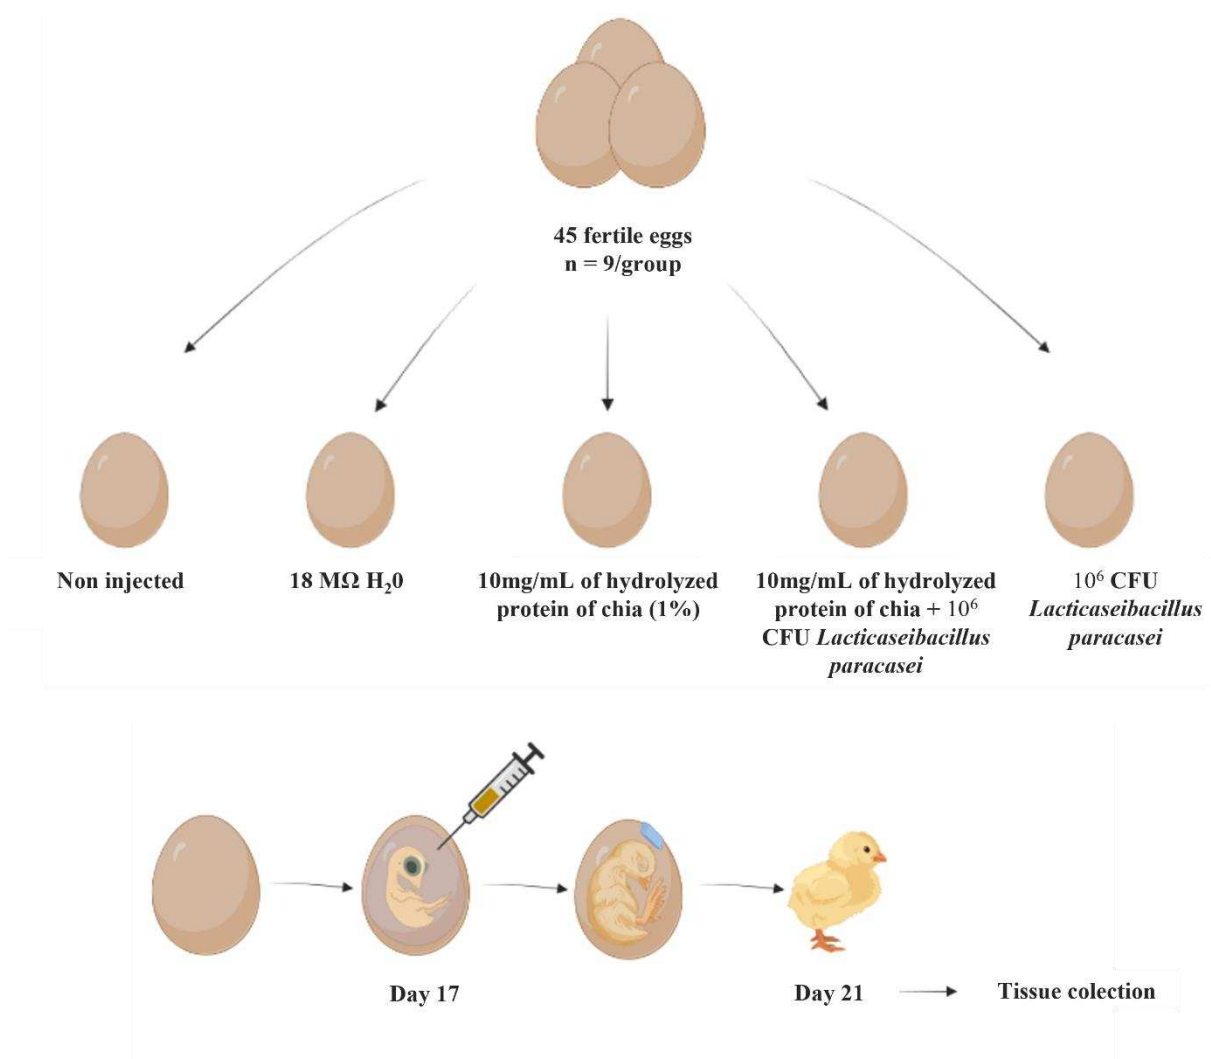 45 fertile eggs
n = 9/group
Non injected
18 MΩ H₂0
10mg/mL of hydrolyzed
protein of chia (1%)
10mg/mL of hydrolyzed
protein of chia + 10⁶
CFU Lacticaseibacillus
paracasei
10⁶ CFU
Lacticaseibacillus
paracasei
Day 17
Day 21
Tissue colection